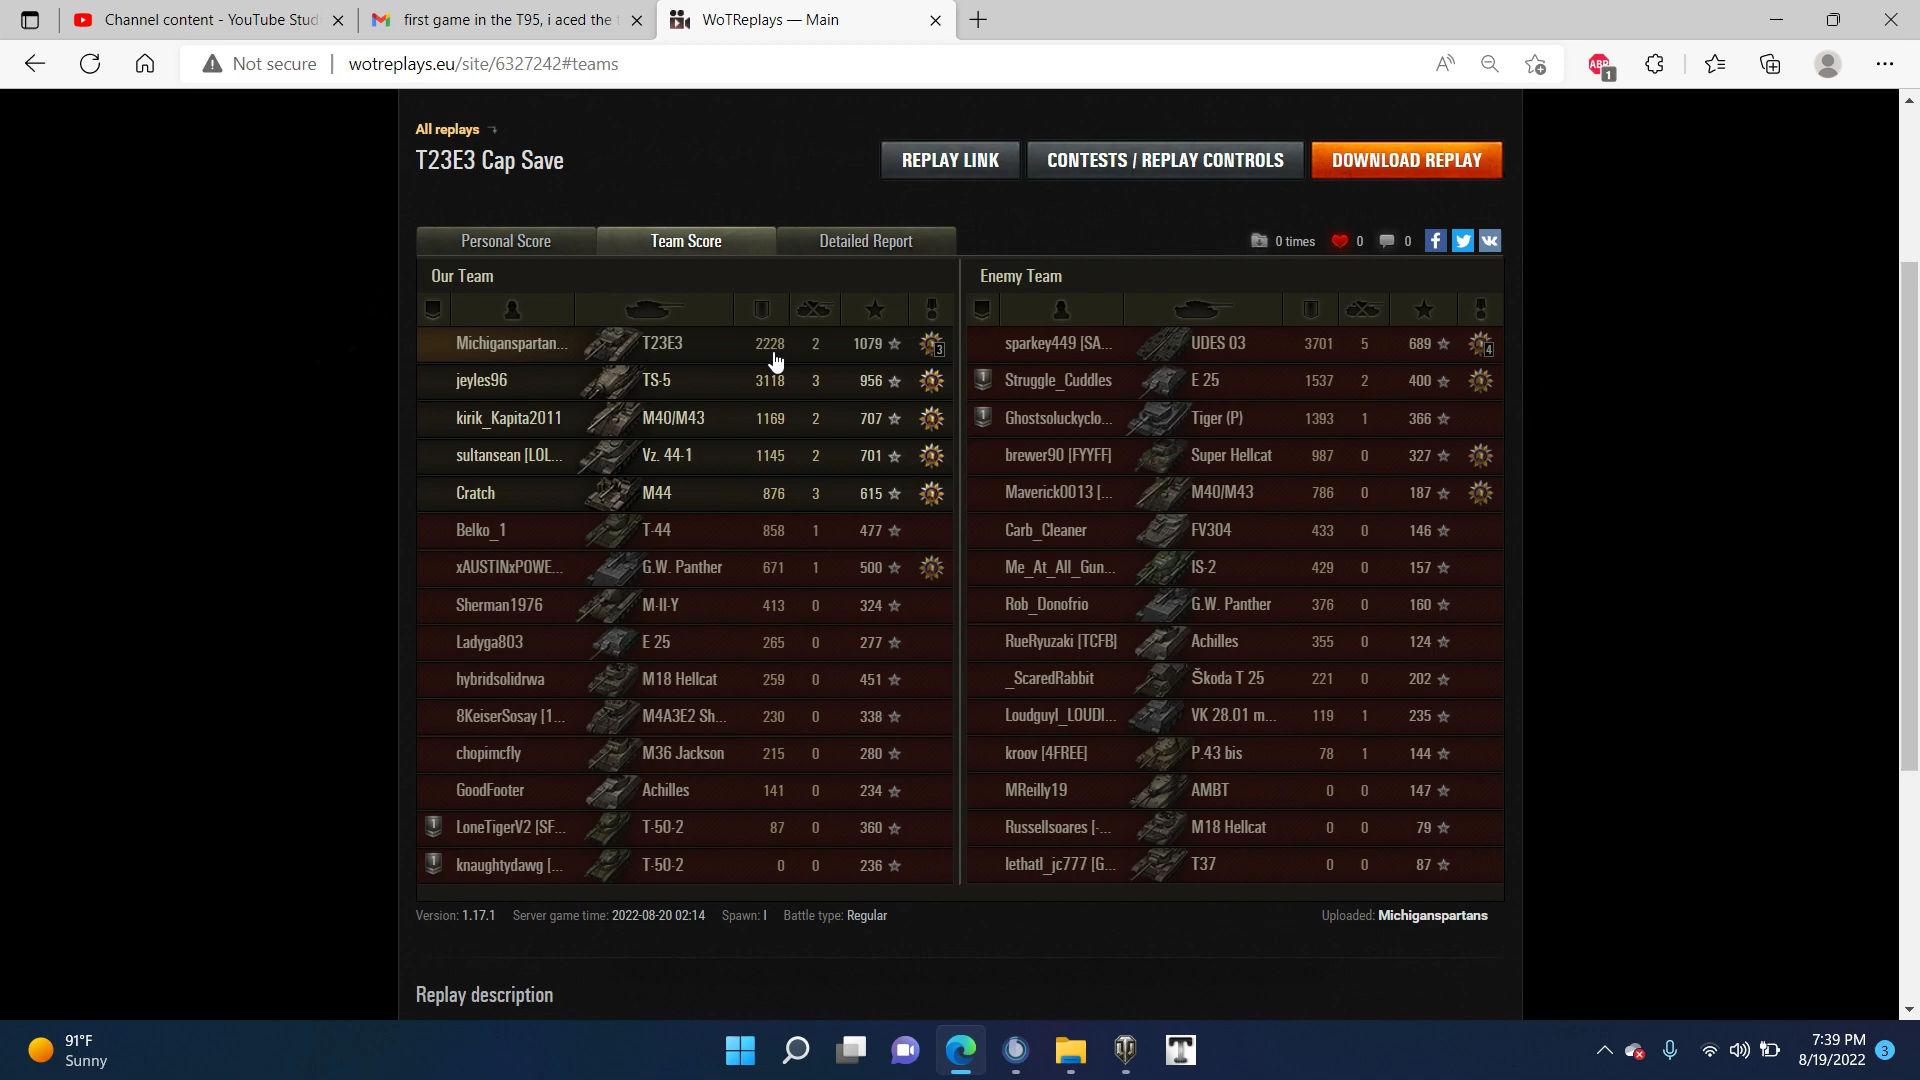 Channel content - YouTube Stud
first game in the T95, i aced the t
WoTReplays — Main
Not secure
wotreplays.eu/site/6327242#teams
ABP
1
All replays
T23E3 Cap Save
REPLAY LINK
CONTESTS / REPLAY CONTROLS
DOWNLOAD REPLAY
Personal Score
Team Score
Detailed Report
0 times
0
0
Our Team
Enemy Team
Michiganspartan... T23E3 2228 2 1079 3
jeyles96 TS-5 3118 3 956
kirik_Kapita2011 M40/M43 1169 2 707
sultansean [LOL... Vz. 44-1 1145 2 701
Cratch M44 876 3 615
Belko_1 T-44 858 1 477
xAUSTINxPOWE... G.W. Panther 671 1 500
Sherman1976 M-II-Y 413 0 324
Ladyga803 E 25 265 0 277
hybridsolidrwa M18 Hellcat 259 0 451
8KeiserSosay [1... M4A3E2 Sh... 230 0 338
chopimcfly M36 Jackson 215 0 280
GoodFooter Achilles 141 0 234
1 LoneTigerV2 [SF... T-50-2 87 0 360
1 knaughtydawg [... T-50-2 0 0 236
sparkey449 [SA... UDES 03 3701 5 689 4
1 Struggle_Cuddles E 25 1537 2 400
1 Ghostsoluckyclo... Tiger (P) 1393 1 366
brewer90 [FYYFF] Super Hellcat 987 0 327
Maverick0013 [... M40/M43 786 0 187
Carb_Cleaner FV304 433 0 146
Me_At_All_Gun... IS-2 429 0 157
Rob_Donofrio G.W. Panther 376 0 160
RueRyuzaki [TCFB] Achilles 355 0 124
_ScaredRabbit Škoda T 25 221 0 202
Loudguyl_LOUDI... VK 28.01 m... 119 1 235
kroov [4FREE] P.43 bis 78 1 144
MReilly19 AMBT 0 0 147
Russellsoares [-... M18 Hellcat 0 0 79
lethatl_jc777 [G... T37 0 0 87
Version: 1.17.1 Server game time: 2022-08-20 02:14 Spawn: I Battle type: Regular
Uploaded: Michiganspartans
Replay description
91°F
Sunny
7:39 PM
8/19/2022
3